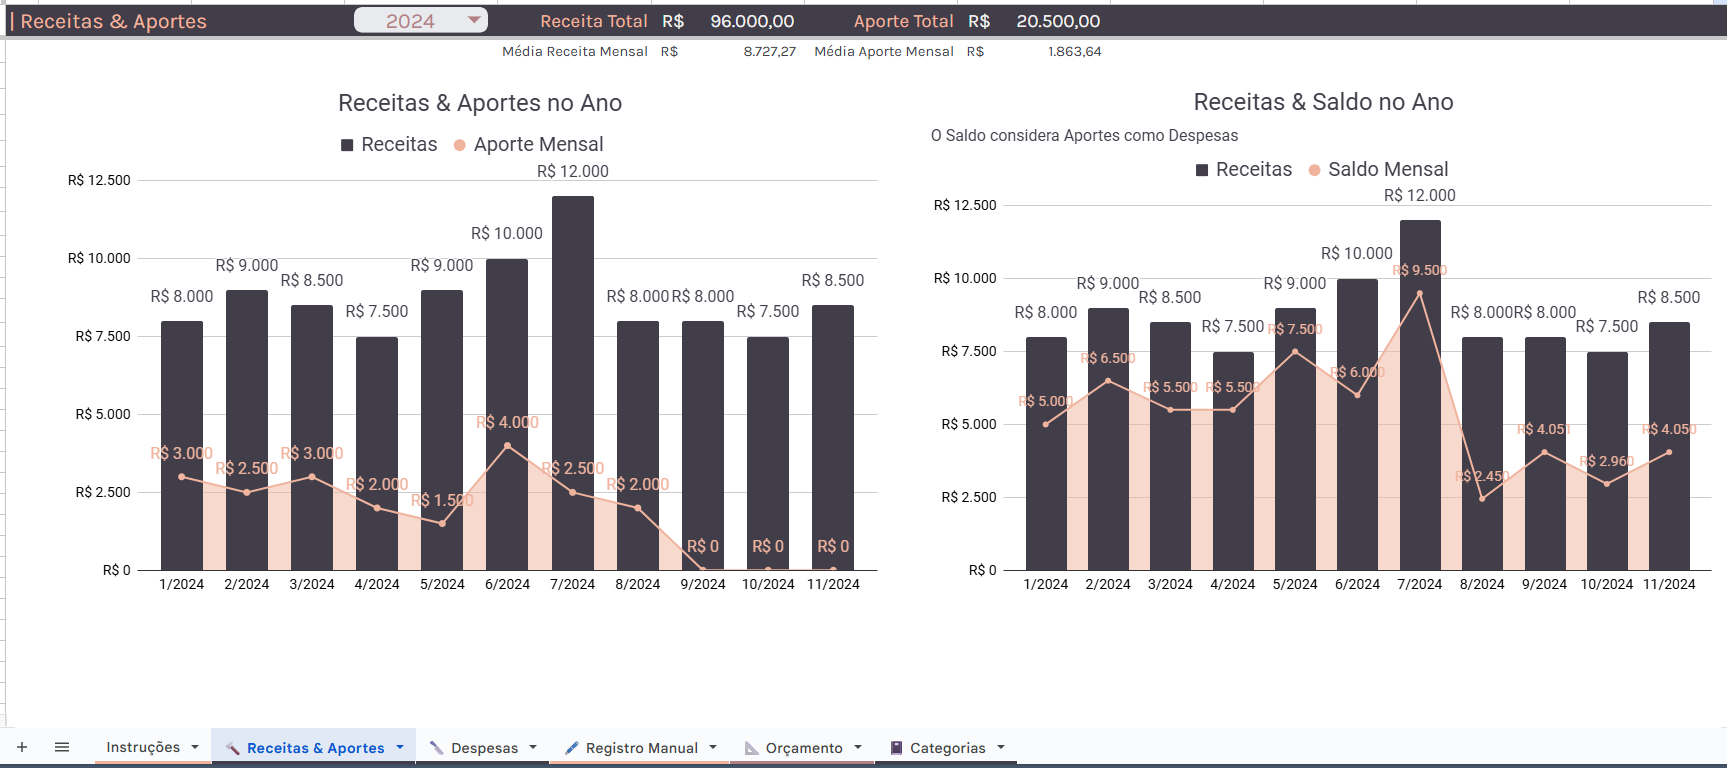 | Receitas & Aportes 2024 Receita Total R$ 96.000,00 Aporte Total R$ 20.500,00
Média Receita Mensal R$ 8.727,27 Média Aporte Mensal R$ 1.863,64
Receitas & Aportes no Ano
Receitas Aporte Mensal
R$ 12.500
R$ 10.000
R$ 7.500
R$ 5.000
R$ 2.500
R$ 0
R$ 8.000
R$ 9.000
R$ 8.500
R$ 7.500
R$ 9.000
R$ 10.000
R$ 12.000
R$ 8.000
R$ 8.000
R$ 7.500
R$ 8.500
R$ 3.000
R$ 2.500
R$ 3.000
R$ 2.000
R$ 1.500
R$ 4.000
R$ 2.500
R$ 2.000
R$ 0
R$ 0
R$ 0
1/2024 2/2024 3/2024 4/2024 5/2024 6/2024 7/2024 8/2024 9/2024 10/2024 11/2024
Receitas & Saldo no Ano
O Saldo considera Aportes como Despesas
Receitas Saldo Mensal
R$ 12.500
R$ 10.000
R$ 7.500
R$ 5.000
R$ 2.500
R$ 0
R$ 8.000
R$ 9.000
R$ 8.500
R$ 7.500
R$ 9.000
R$ 10.000
R$ 12.000
R$ 8.000
R$ 8.000
R$ 7.500
R$ 8.500
R$ 5.000
R$ 6.500
R$ 5.500
R$ 5.500
R$ 7.500
R$ 6.000
R$ 9.500
R$ 2.450
R$ 4.051
R$ 2.960
R$ 4.050
1/2024 2/2024 3/2024 4/2024 5/2024 6/2024 7/2024 8/2024 9/2024 10/2024 11/2024
Instruções Receitas & Aportes Despesas Registro Manual Orçamento Categorias